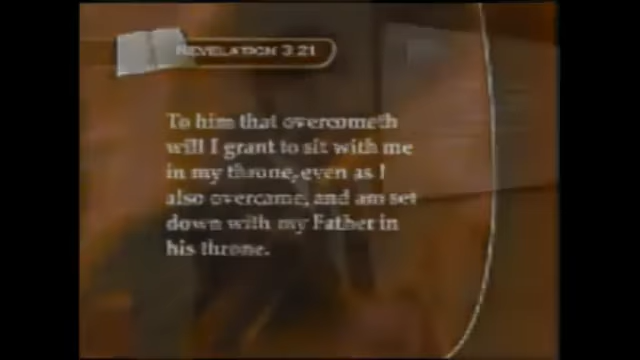 REVELATION 3:21
To him that overcometh
will I grant to sit with me
in my throne, even as I
also overcame, and am set
down with my Father in
his throne.